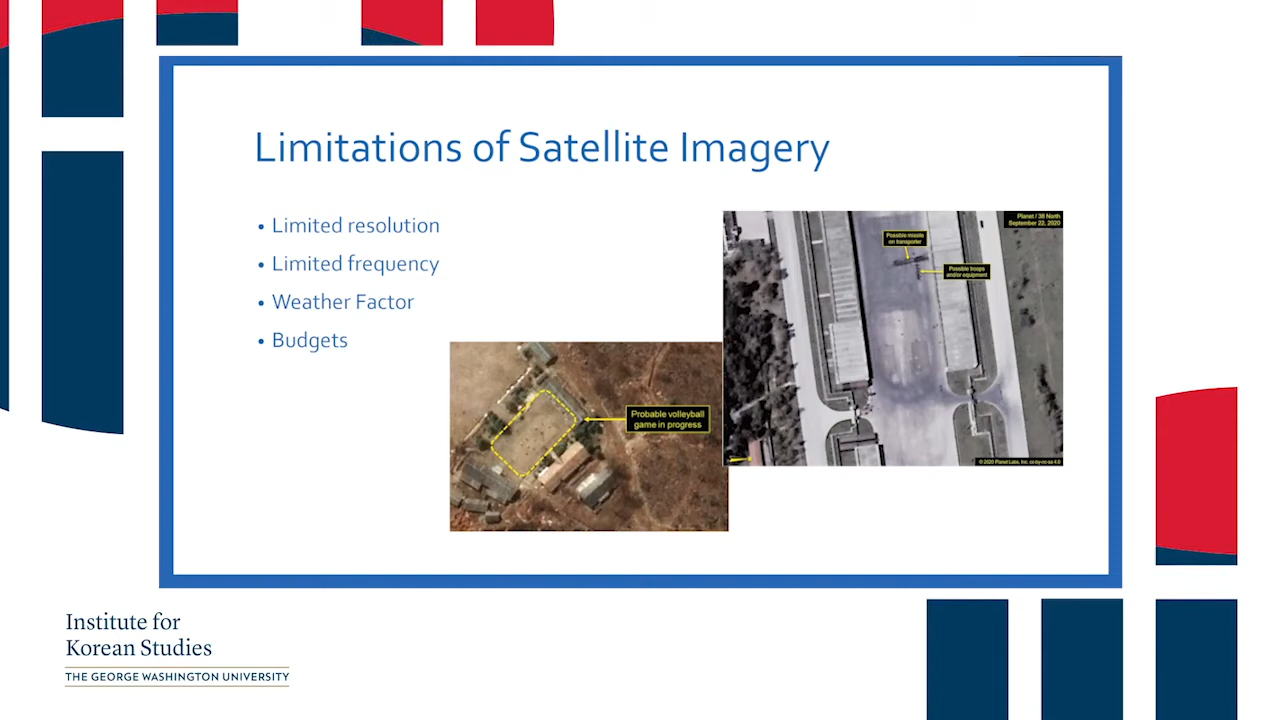 Limitations of Satellite Imagery
• Limited resolution
• Limited frequency
• Weather Factor
• Budgets
Planet / 38 North
September 22, 2020
Possible missile
on transporter
Possible troops
and/or equipment
Probable volleyball
game in progress
© 2020 Planet Labs, Inc. cc-by-nc-sa 4.0
Institute for
Korean Studies
THE GEORGE WASHINGTON UNIVERSITY